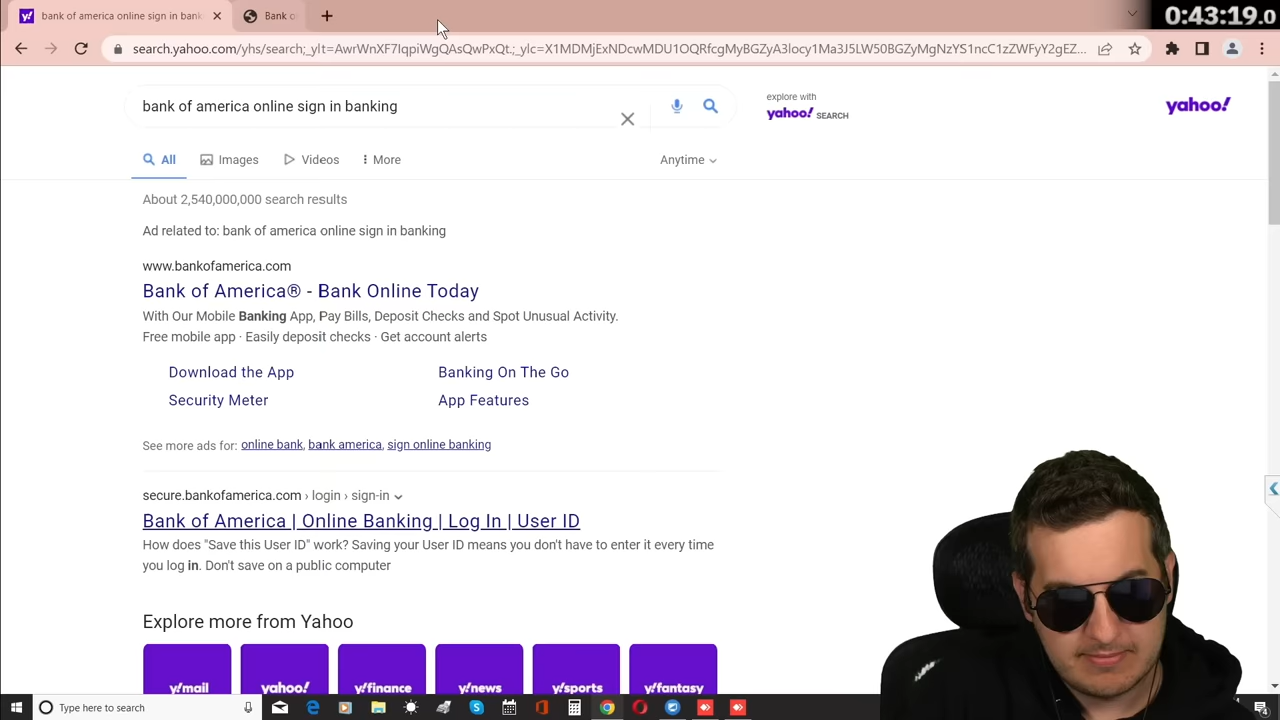 bank of america online sign in bank
Bank o
0:43:19.0
search.yahoo.com/yhs/search;_ylt=AwrWnXF7IqpiWgQAsQwPxQt.;_ylc=X1MDMjExNDcwMDU1OQRfcgMyBGZyA3locy1Ma3J5LW50BGZyMgNzYS1ncC1zZWFyY2gEZ...
bank of america online sign in banking
explore with
yahoo! SEARCH
yahoo!
All
Images
Videos
More
Anytime
About 2,540,000,000 search results
Ad related to: bank of america online sign in banking
www.bankofamerica.com
Bank of America® - Bank Online Today
With Our Mobile Banking App, Pay Bills, Deposit Checks and Spot Unusual Activity.
Free mobile app · Easily deposit checks · Get account alerts
Download the App
Banking On The Go
Security Meter
App Features
See more ads for: online bank, bank america, sign online banking
secure.bankofamerica.com › login › sign-in
Bank of America | Online Banking | Log In | User ID
How does "Save this User ID" work? Saving your User ID means you don't have to enter it every time
you log in. Don't save on a public computer
Explore more from Yahoo
y!mail
yahoo!
y!finance
y!news
y!sports
y!fantasy
Type here to search